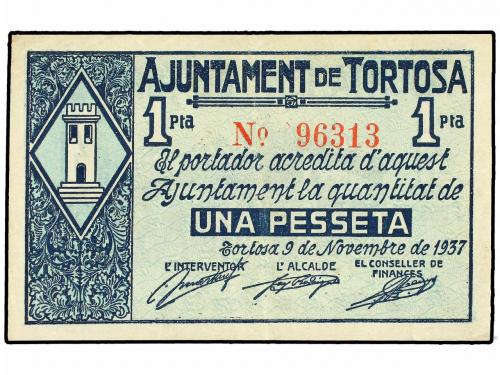 AJUNTAMENT DE TORTOSA
1 Pta 1 Pta
Nº 96313
El portador acredita d'aquest
Ajuntament la quantitat de
UNA PESSETA
Tortosa 9 de Novembre de 1937
L'INTERVENTOR L'ALCALDE EL CONSELLER DE FINANCES